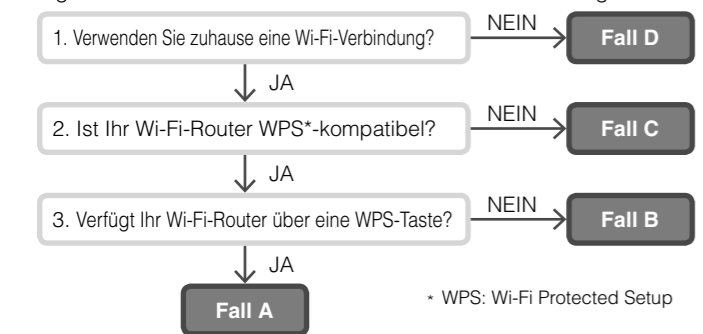 1. Verwenden Sie zuhause eine Wi-Fi-Verbindung?
NEIN
Fall D
JA
2. Ist Ihr Wi-Fi-Router WPS*-kompatibel?
NEIN
Fall C
JA
3. Verfügt Ihr Wi-Fi-Router über eine WPS-Taste?
NEIN
Fall B
JA
Fall A
* WPS: Wi-Fi Protected Setup